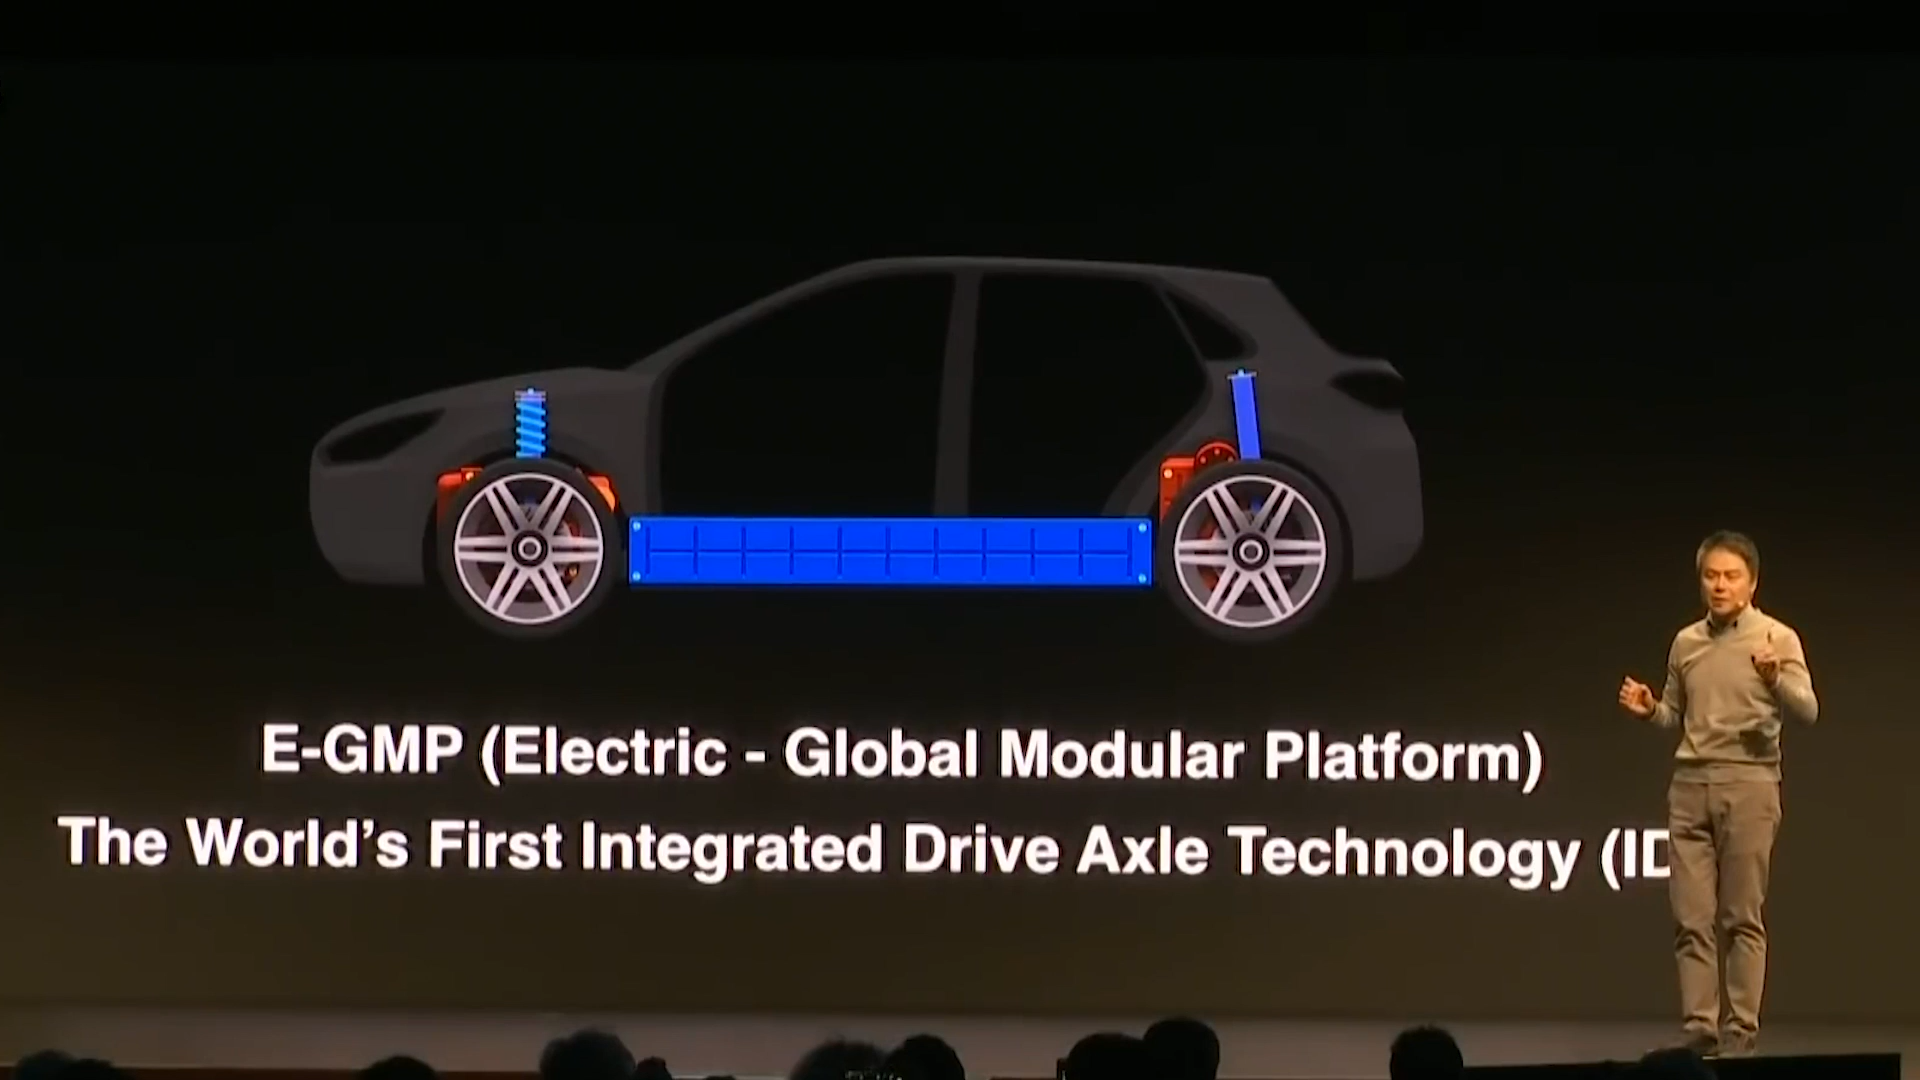 E-GMP (Electric - Global Modular Platform)
The World’s First Integrated Drive Axle Technology (ID